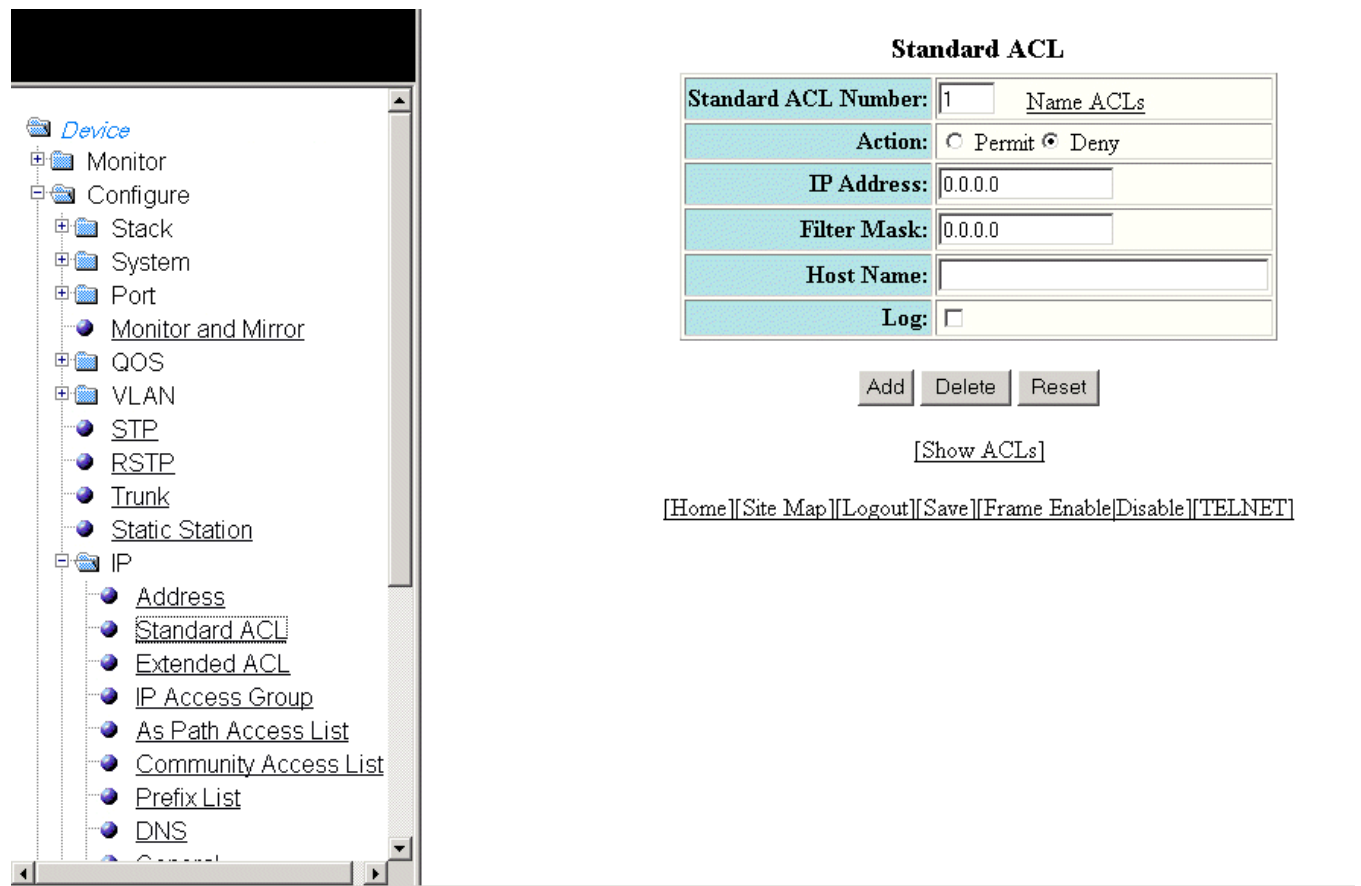 Device
Monitor
Configure
Stack
System
Port
Monitor and Mirror
QOS
VLAN
STP
RSTP
Trunk
Static Station
IP
Address
Standard ACL
Extended ACL
IP Access Group
As Path Access List
Community Access List
Prefix List
DNS
Standard ACL
Standard ACL Number: 1 Name ACLs
Action: Permit Deny
IP Address: 0.0.0.0
Filter Mask: 0.0.0.0
Host Name:
Log:
Add Delete Reset
[Show ACLs]
[Home][Site Map][Logout][Save][Frame Enable|Disable][TELNET]